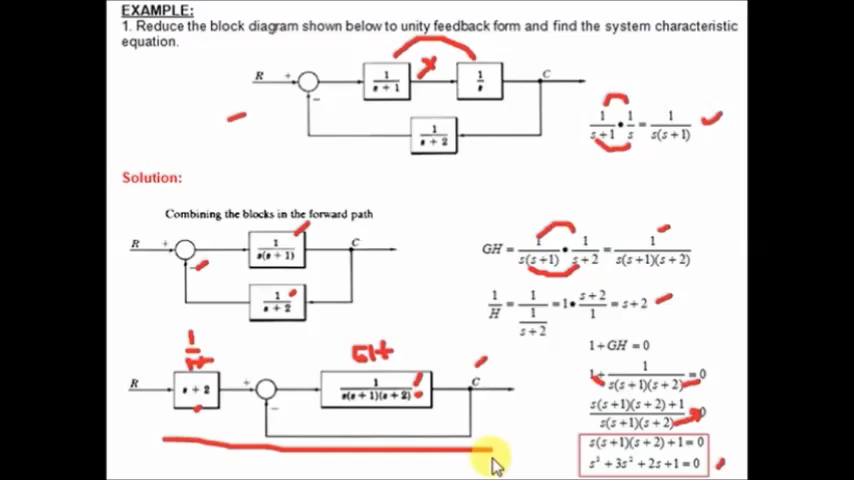 EXAMPLE:
1. Reduce the block diagram shown below to unity feedback form and find the system characteristic
equation.
R + − 1/(s + 1) x 1/s C
1/(s + 2)
1/(s+1) • 1/s = 1/(s(s+1))
Solution:
Combining the blocks in the forward path
R + − 1/(s(s + 1)) C
1/(s + 2)
GH = 1/(s(s+1)) • 1/(s+2) = 1/(s(s+1)(s+2))
1/H = 1/(1/(s+2)) = 1 • (s+2)/1 = s+2
1/H GH
R s + 2 + − 1/(s(s + 1)(s + 2)) C
1+GH = 0
1+ 1/(s(s+1)(s+2)) = 0
(s(s+1)(s+2)+1)/(s(s+1)(s+2)) = 0
s(s+1)(s+2)+1=0
s³ + 3s² + 2s + 1 = 0